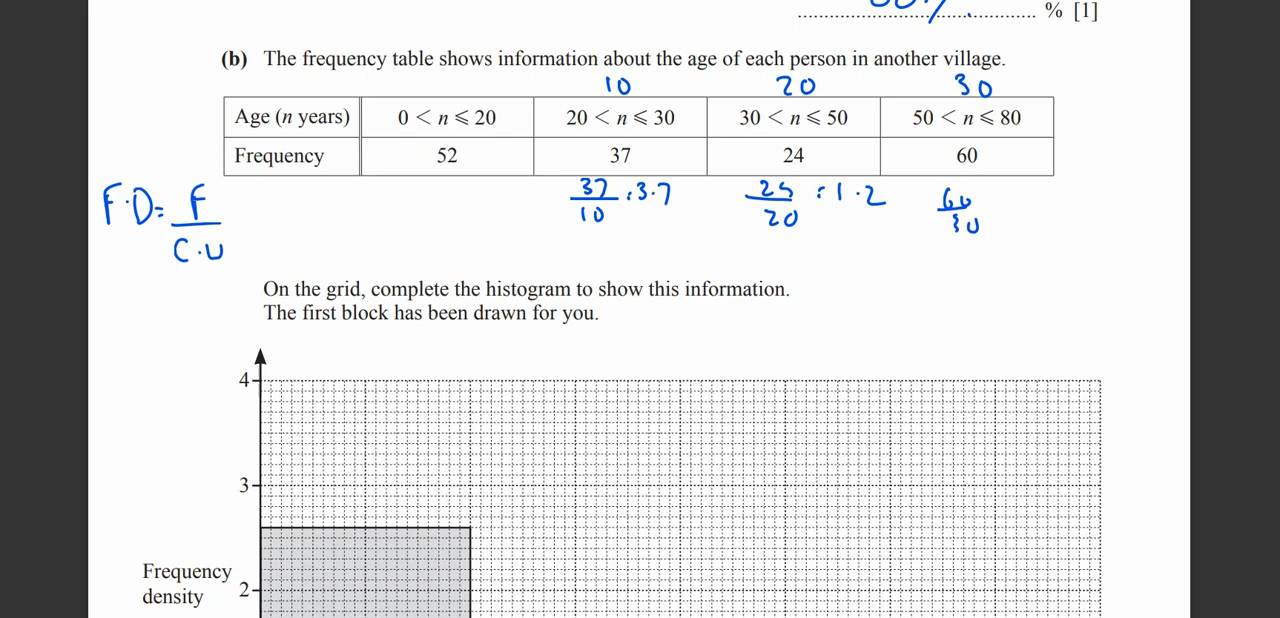 % [1]
(b) The frequency table shows information about the age of each person in another village.
10 20 30
Age (n years) 0 < n ⩽ 20 20 < n ⩽ 30 30 < n ⩽ 50 50 < n ⩽ 80
Frequency 52 37 24 60
F·D = F/C·W 37/10 : 3·7 24/20 : 1·2 60/30
On the grid, complete the histogram to show this information.
The first block has been drawn for you.
4
3
Frequency
density
2